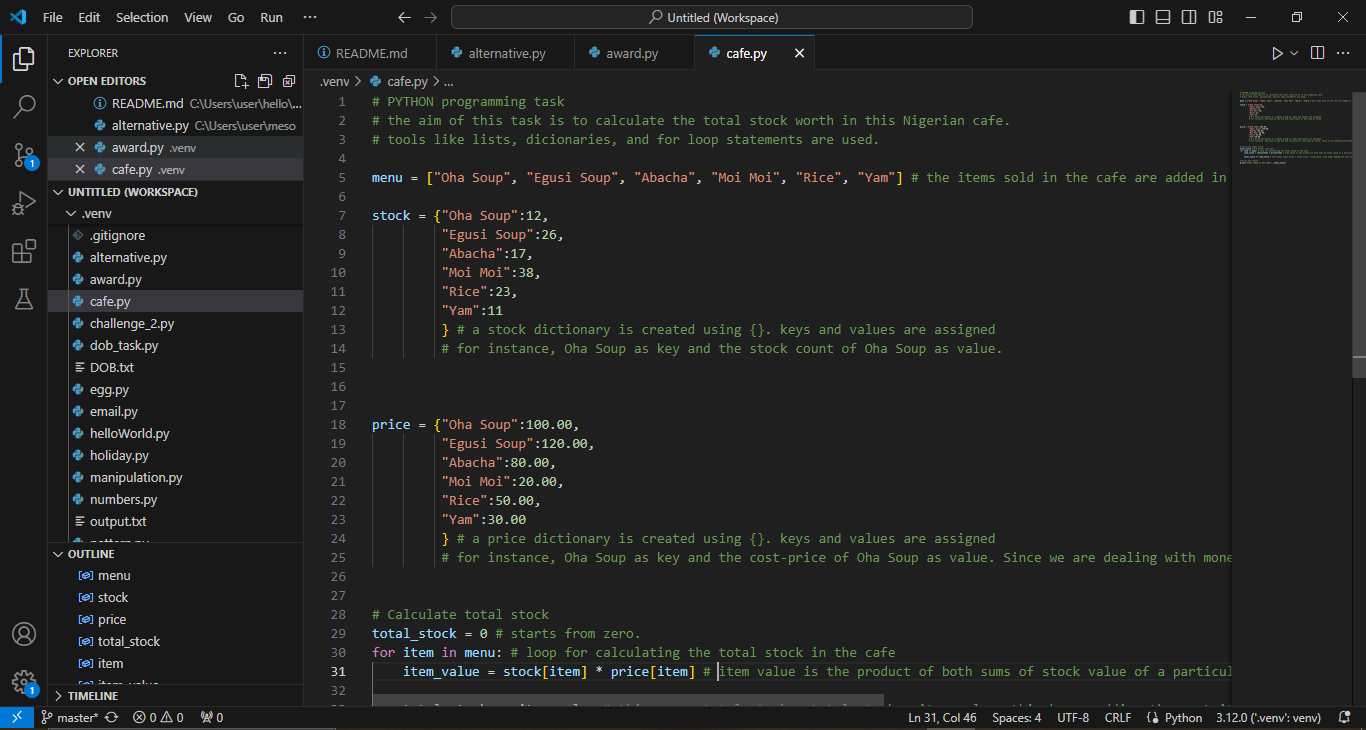 File Edit Selection View Go Run ··· Untitled (Workspace)
EXPLORER ···
OPEN EDITORS
README.md C:\Users\user\hello\...
alternative.py C:\Users\user\meso
award.py .venv
cafe.py .venv
UNTITLED (WORKSPACE)
.venv
.gitignore
alternative.py
award.py
cafe.py
challenge_2.py
dob_task.py
DOB.txt
egg.py
email.py
helloWorld.py
holiday.py
manipulation.py
numbers.py
output.txt
OUTLINE
menu
stock
price
total_stock
item
TIMELINE
README.md alternative.py award.py cafe.py
.venv > cafe.py > ...
1 # PYTHON programming task
2 # the aim of this task is to calculate the total stock worth in this Nigerian cafe.
3 # tools like lists, dicionaries, and for loop statements are used.
4
5 menu = ["Oha Soup", "Egusi Soup", "Abacha", "Moi Moi", "Rice", "Yam"] # the items sold in the cafe are added in
6
7 stock = {"Oha Soup":12,
8 "Egusi Soup":26,
9 "Abacha":17,
10 "Moi Moi":38,
11 "Rice":23,
12 "Yam":11
13 } # a stock dictionary is created using {}. keys and values are assigned
14 # for instance, Oha Soup as key and the stock count of Oha Soup as value.
15
16
17
18 price = {"Oha Soup":100.00,
19 "Egusi Soup":120.00,
20 "Abacha":80.00,
21 "Moi Moi":20.00,
22 "Rice":50.00,
23 "Yam":30.00
24 } # a price dictionary is created using {}. keys and values are assigned
25 # for instance, Oha Soup as key and the cost-price of Oha Soup as value. Since we are dealing with mone
26
27
28 # Calculate total stock
29 total_stock = 0 # starts from zero.
30 for item in menu: # loop for calculating the total stock in the cafe
31 item_value = stock[item] * price[item] # item value is the product of both sums of stock value of a particul
32
master* 0 0 0 Ln 31, Col 46 Spaces: 4 UTF-8 CRLF Python 3.12.0 ('.venv': venv)
1
1